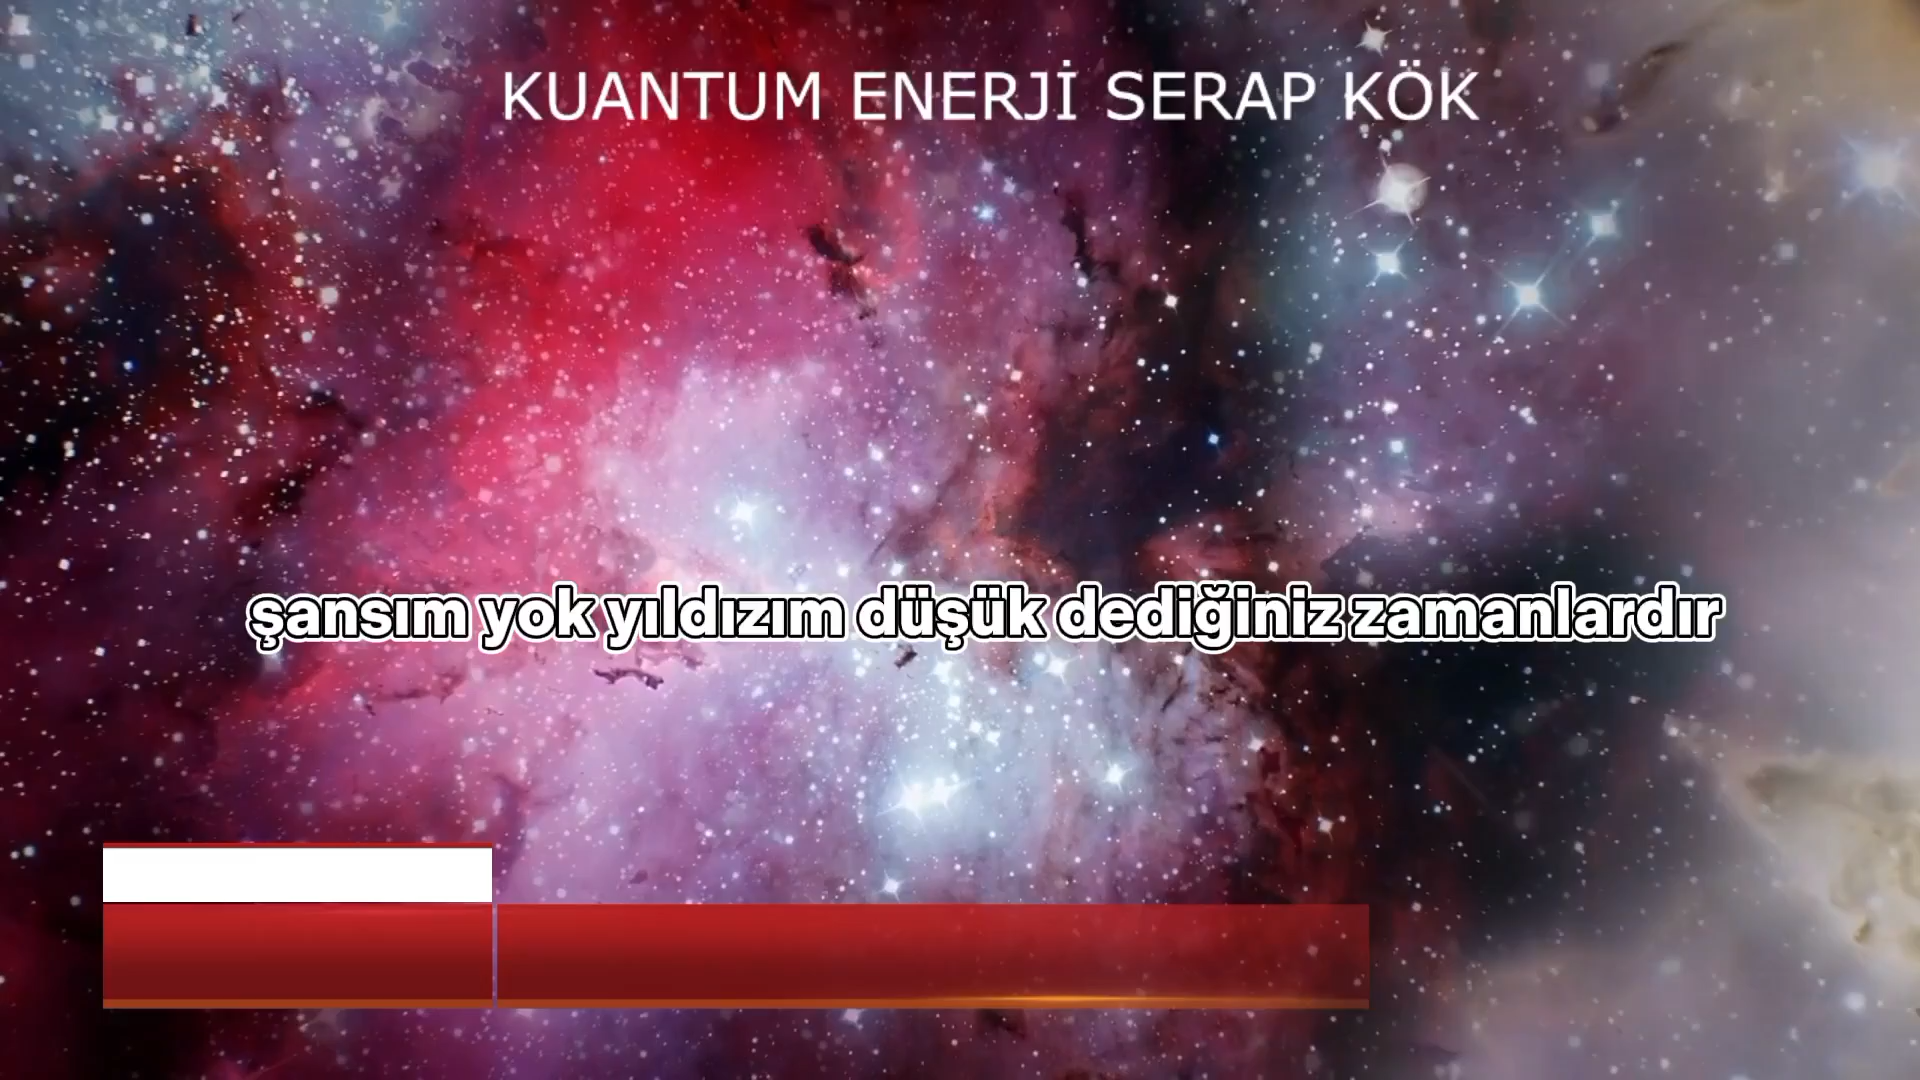 KUANTUM ENERJİ SERAP KÖK
şansım yok yıldızım düşük dediğiniz zamanlardır